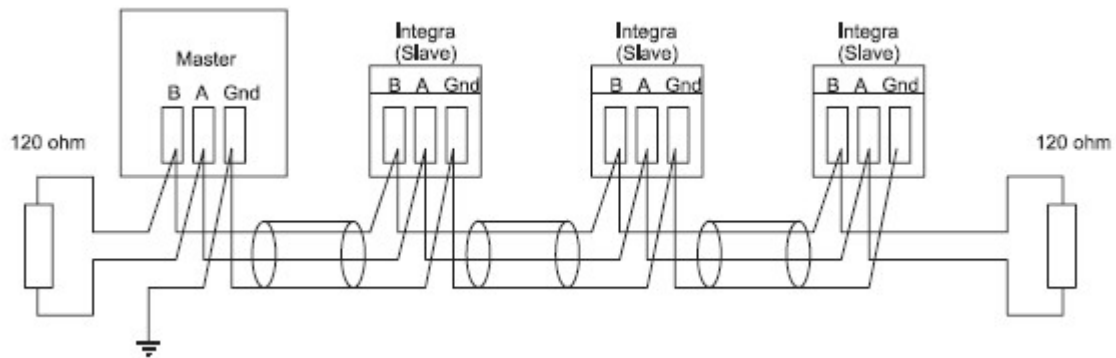 Master
B A Gnd
Integra
(Slave)
B A Gnd
Integra
(Slave)
B A Gnd
Integra
(Slave)
B A Gnd
120 ohm
120 ohm